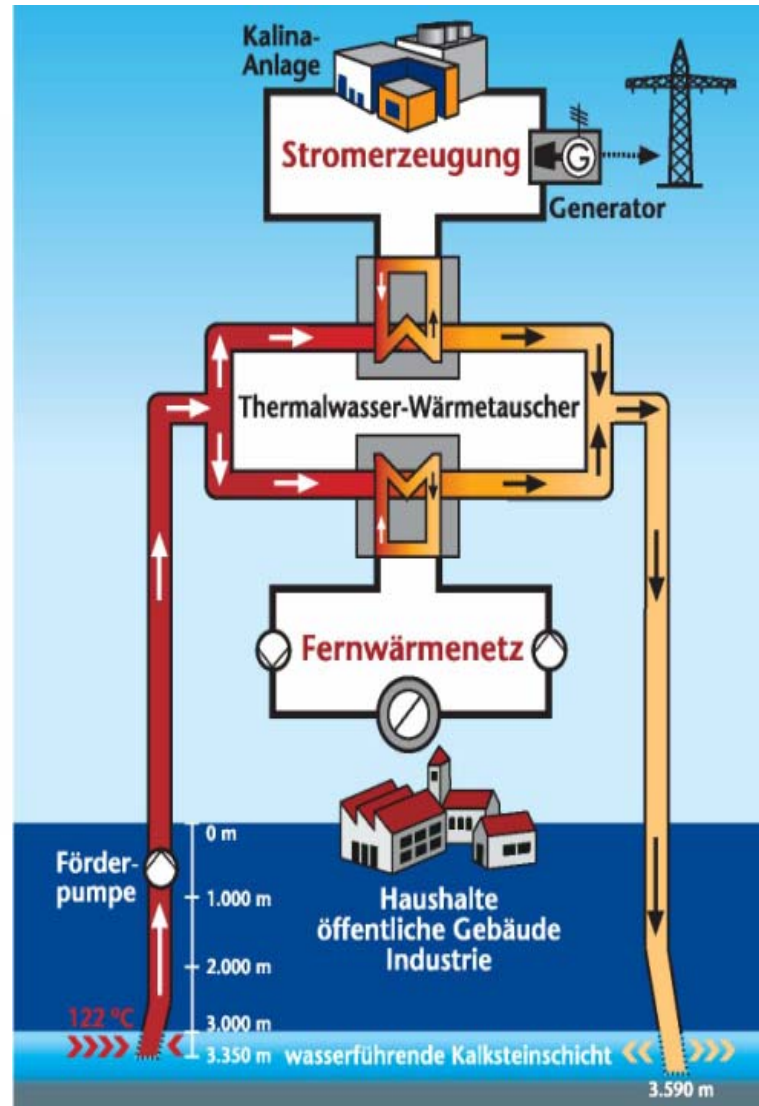 Kalina-
Anlage
Stromerzeugung
G
Generator
Thermalwasser-Wärmetauscher
Fernwärmenetz
0 m
Förder-
pumpe
1.000 m
Haushalte
öffentliche Gebäude
Industrie
2.000 m
122 °C
3.000 m
3.350 m
wasserführende Kalksteinschicht
3.590 m